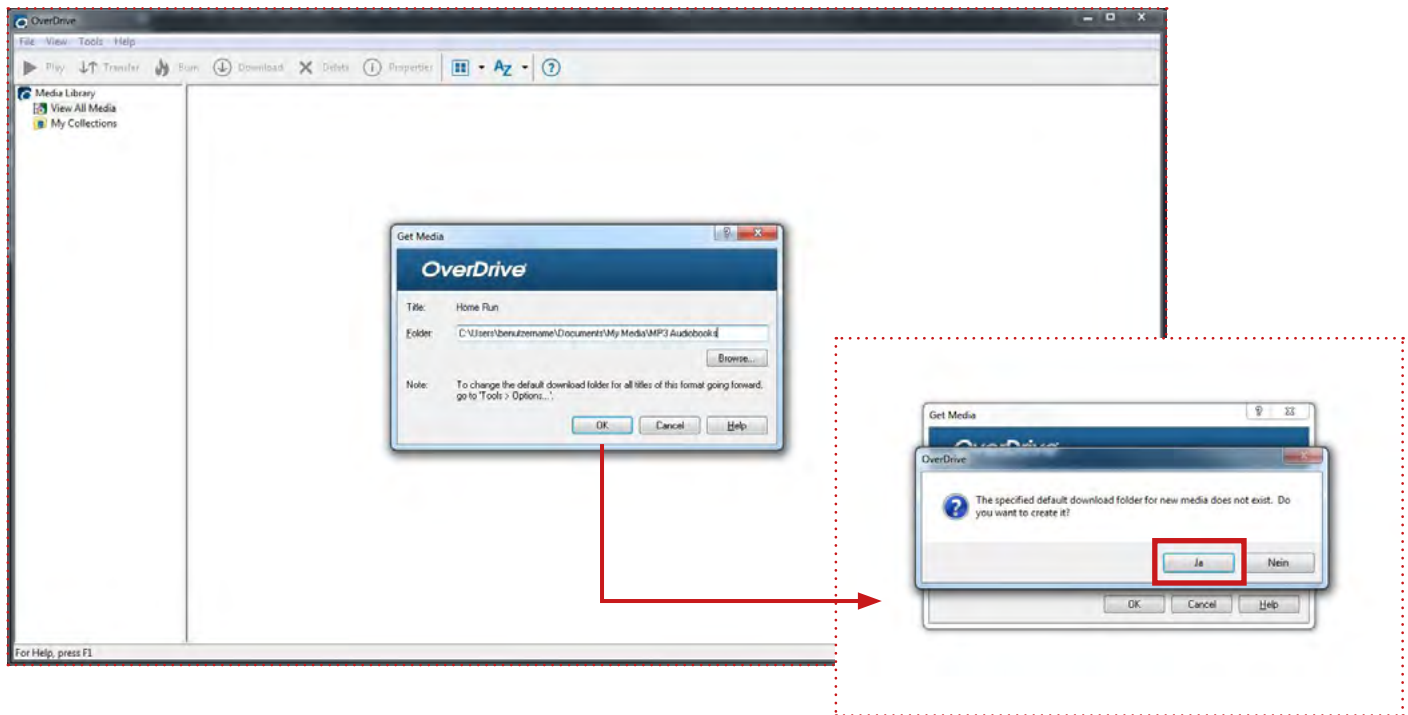 OverDrive
File View Tools Help
Play Transfer Burn Download Delete Properties AZ
Media Library
View All Media
My Collections
Get Media
OverDrive
Title: Home Run
Folder: C:\Users\benutzername\Documents\My Media\MP3 Audiobooks
Browse...
Note: To change the default download folder for all titles of this format going forward,
go to 'Tools > Options...'.
OK Cancel Help
For Help, press F1
Get Media
OverDrive
OverDrive
The specified default download folder for new media does not exist. Do
you want to create it?
Ja Nein
OK Cancel Help